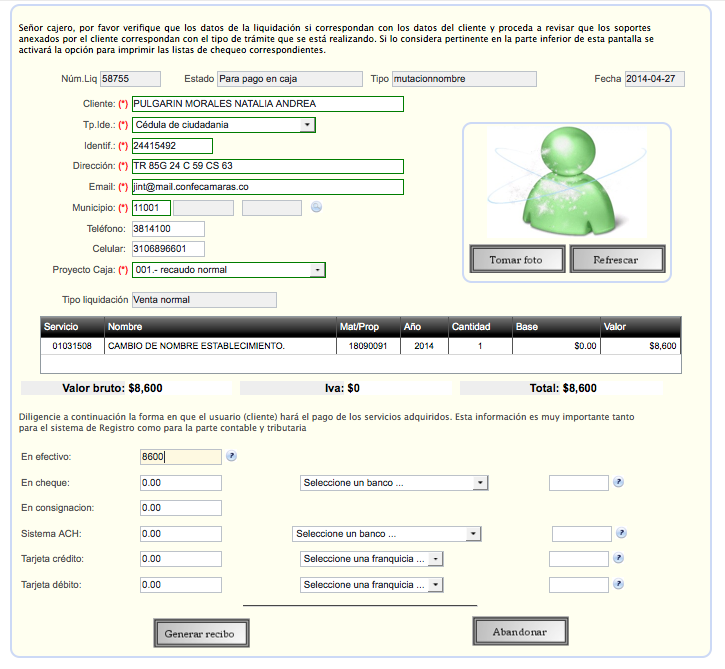 Señor cajero, por favor verifique que los datos de la liquidación si correspondan con los datos del cliente y proceda a revisar que los soportes
anexados por el cliente correspondan con el tipo de trámite que se está realizando. Si lo considera pertinente en la parte inferior de esta pantalla se
activará la opción para imprimir las listas de chequeo correspondientes.
Núm.Liq 58755 Estado Para pago en caja Tipo mutacionnombre Fecha 2014-04-27
Cliente: (*) PULGARIN MORALES NATALIA ANDREA
Tp.Ide.: (*) Cédula de ciudadania
Identif.: (*) 24415492
Dirección: (*) TR 85G 24 C 59 CS 63
Email: (*) jint@mail.confecamaras.co
Municipio: (*) 11001
Teléfono: 3814100
Celular: 3106896601
Proyecto Caja: (*) 001.- recaudo normal
Tomar foto Refrescar
Tipo liquidación Venta normal
Servicio Nombre Mat/Prop Año Cantidad Base Valor
01031508 CAMBIO DE NOMBRE ESTABLECIMIENTO. 18090091 2014 1 $0.00 $8,600
Valor bruto: $8,600 Iva: $0 Total: $8,600
Diligencie a continuación la forma en que el usuario (cliente) hará el pago de los servicios adquiridos. Esta información es muy importante tanto
para el sistema de Registro como para la parte contable y tributaria
En efectivo: 8600 ?
En cheque: 0.00 Seleccione un banco ... ?
En consignacion: 0.00
Sistema ACH: 0.00 Seleccione un banco ... ?
Tarjeta crédito: 0.00 Seleccione una franquicia ... ?
Tarjeta débito: 0.00 Seleccione una franquicia ... ?
Generar recibo Abandonar